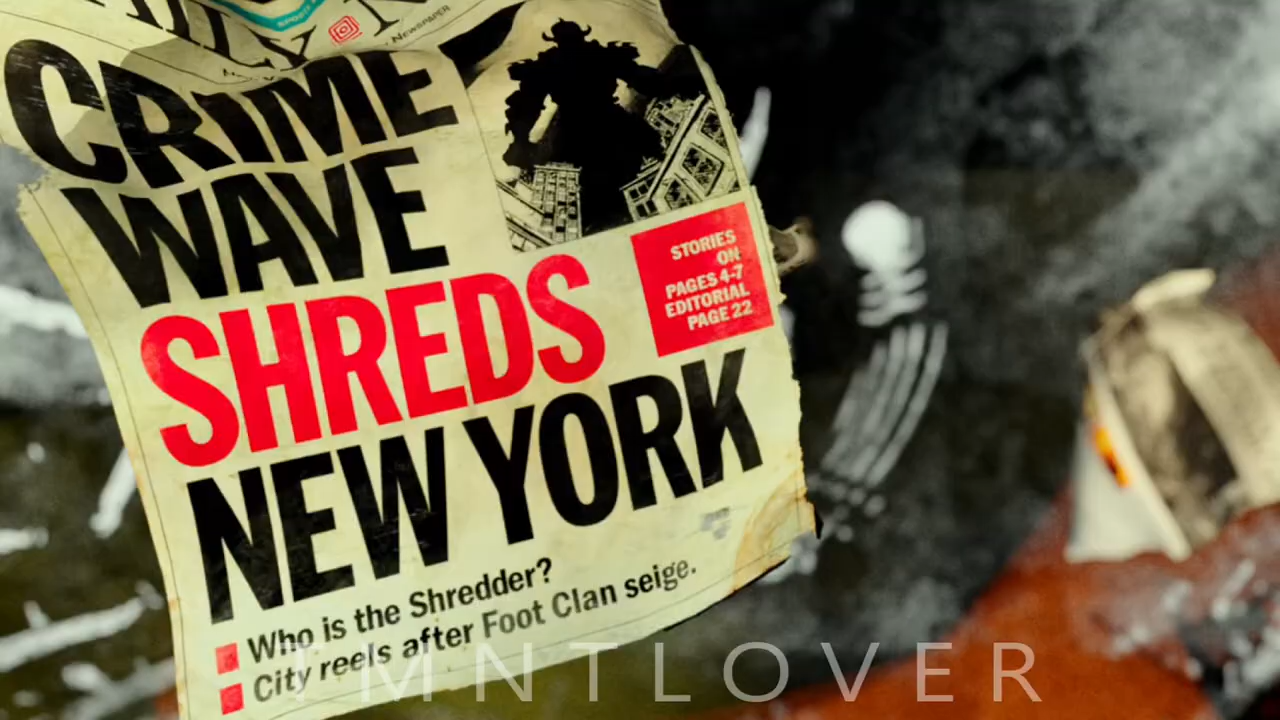 NEWSPAPER
CRIME
WAVE
SHREDS
NEW YORK
STORIES
ON
PAGES 4-7
EDITORIAL
PAGE 22
Who is the Shredder?
City reels after Foot Clan seige.
TMNTLOVER